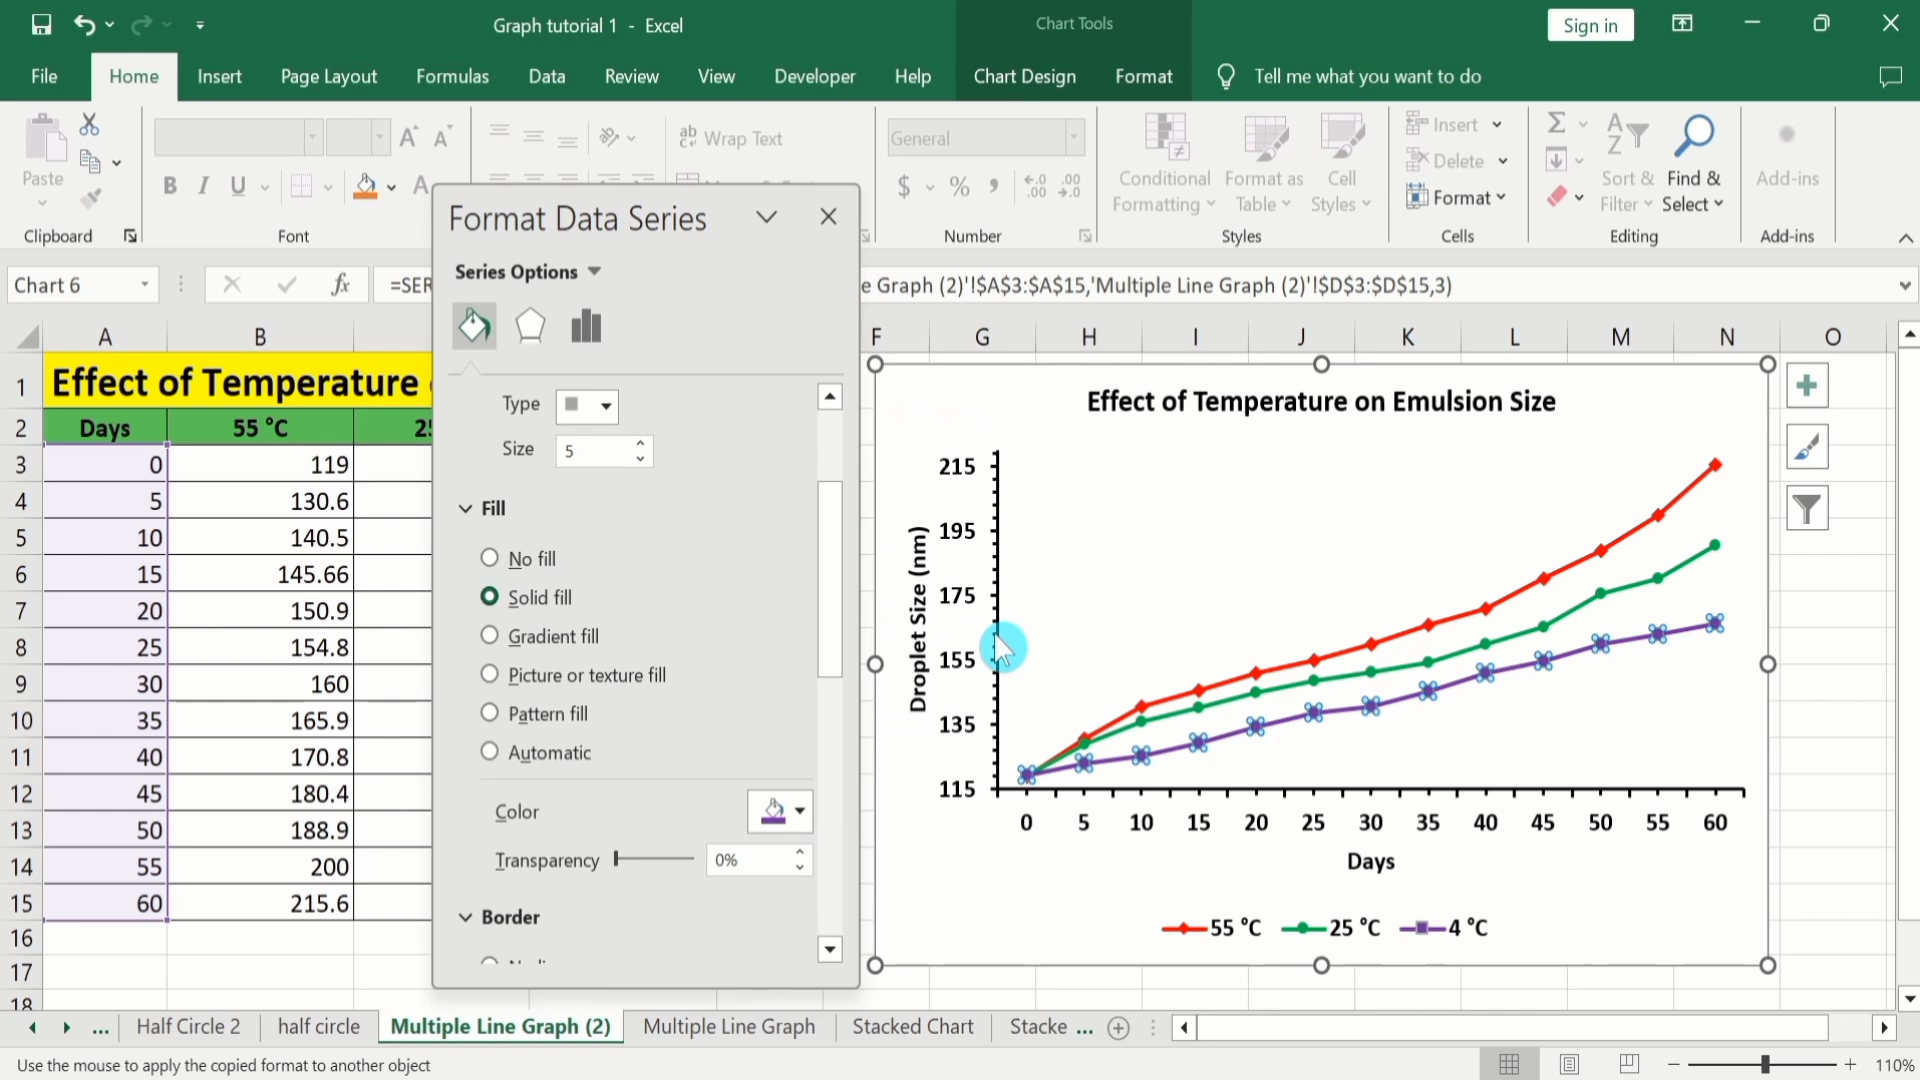 Graph tutorial 1 - Excel
Chart Tools
Sign in
File Home Insert Page Layout Formulas Data Review View Developer Help Chart Design Format Tell me what you want to do
Paste
Clipboard
B I U A
Font
ab Wrap Text
General
$ % 9
Number
Conditional Formatting
Format as Table
Cell Styles
Styles
Insert
Delete
Format
Cells
Sort & Filter
Find & Select
Editing
Add-ins
Add-ins
Chart 6
fx
=SER
e Graph (2)'!$A$3:$A$15,'Multiple Line Graph (2)'!$D$3:$D$15,3)
A B F G H I J K L M N O
1 Effect of Temperature
2 Days 55 °C
3 0 119
4 5 130.6
5 10 140.5
6 15 145.66
7 20 150.9
8 25 154.8
9 30 160
10 35 165.9
11 40 170.8
12 45 180.4
13 50 188.9
14 55 200
15 60 215.6
16
17
18
Format Data Series
Series Options
Type
Size 5
Fill
No fill
Solid fill
Gradient fill
Picture or texture fill
Pattern fill
Automatic
Color
Transparency 0%
Border
Effect of Temperature on Emulsion Size
Droplet Size (nm)
215
195
175
155
135
115
0 5 10 15 20 25 30 35 40 45 50 55 60
Days
55 °C 25 °C 4 °C
... Half Circle 2 half circle Multiple Line Graph (2) Multiple Line Graph Stacked Chart Stacke ...
Use the mouse to apply the copied format to another object
110%